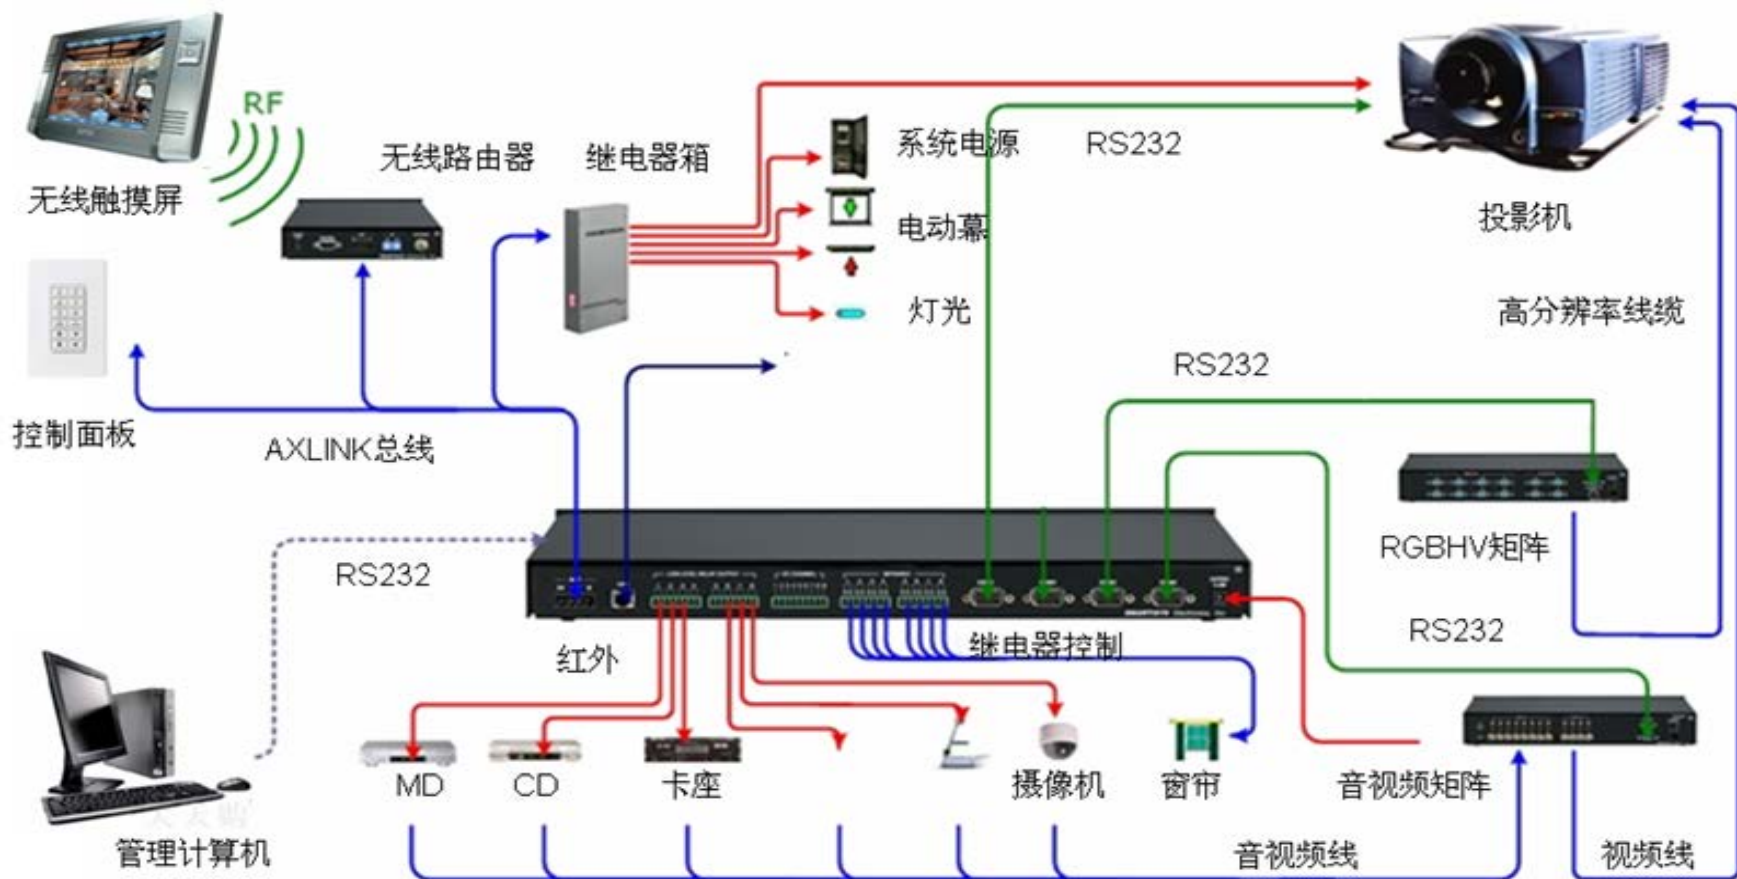 RF
无线路由器
继电器箱
系统电源
RS232
无线触摸屏
投影机
电动幕
灯光
高分辨率线缆
RS232
控制面板
AXLINK总线
RGBHV矩阵
RS232
RS232
红外
继电器控制
MD
CD
卡座
摄像机
窗帘
音视频矩阵
管理计算机
音视频线
视频线